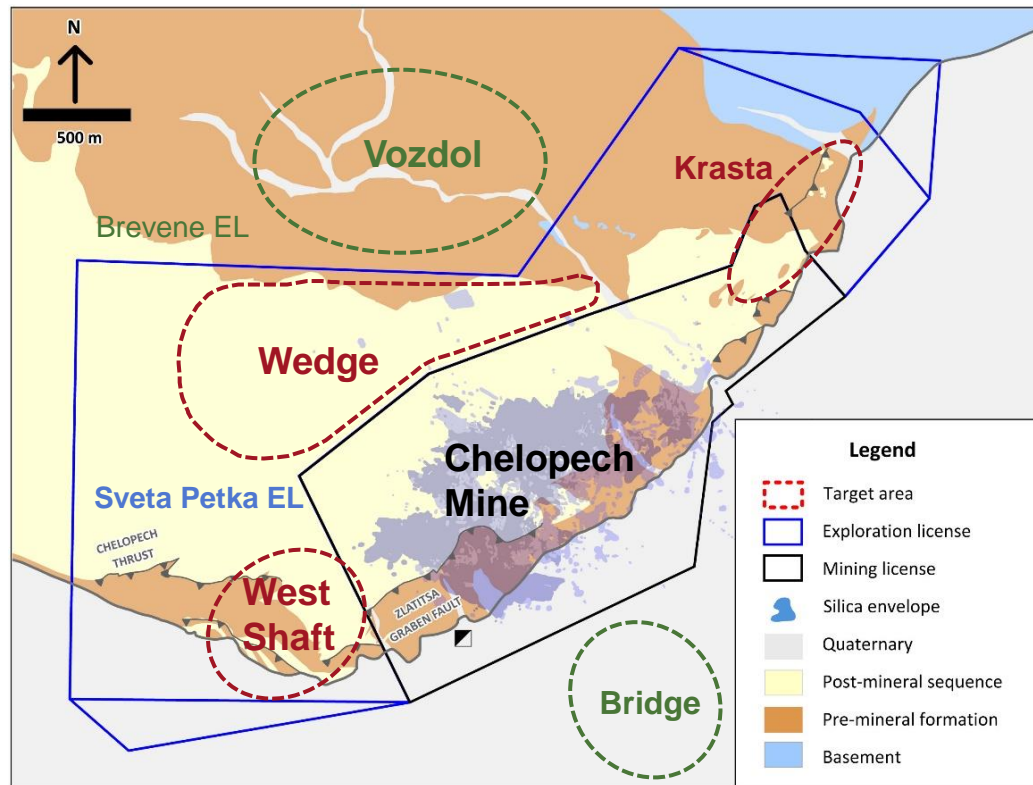 N
500 m
Vozdol
Krasta
Brevene EL
Wedge
Chelopech
Mine
Sveta Petka EL
CHELOPECH
THRUST
West
Shaft
ZLATITSA
GRABEN FAULT
Bridge
Legend
Target area
Exploration license
Mining license
Silica envelope
Quaternary
Post-mineral sequence
Pre-mineral formation
Basement